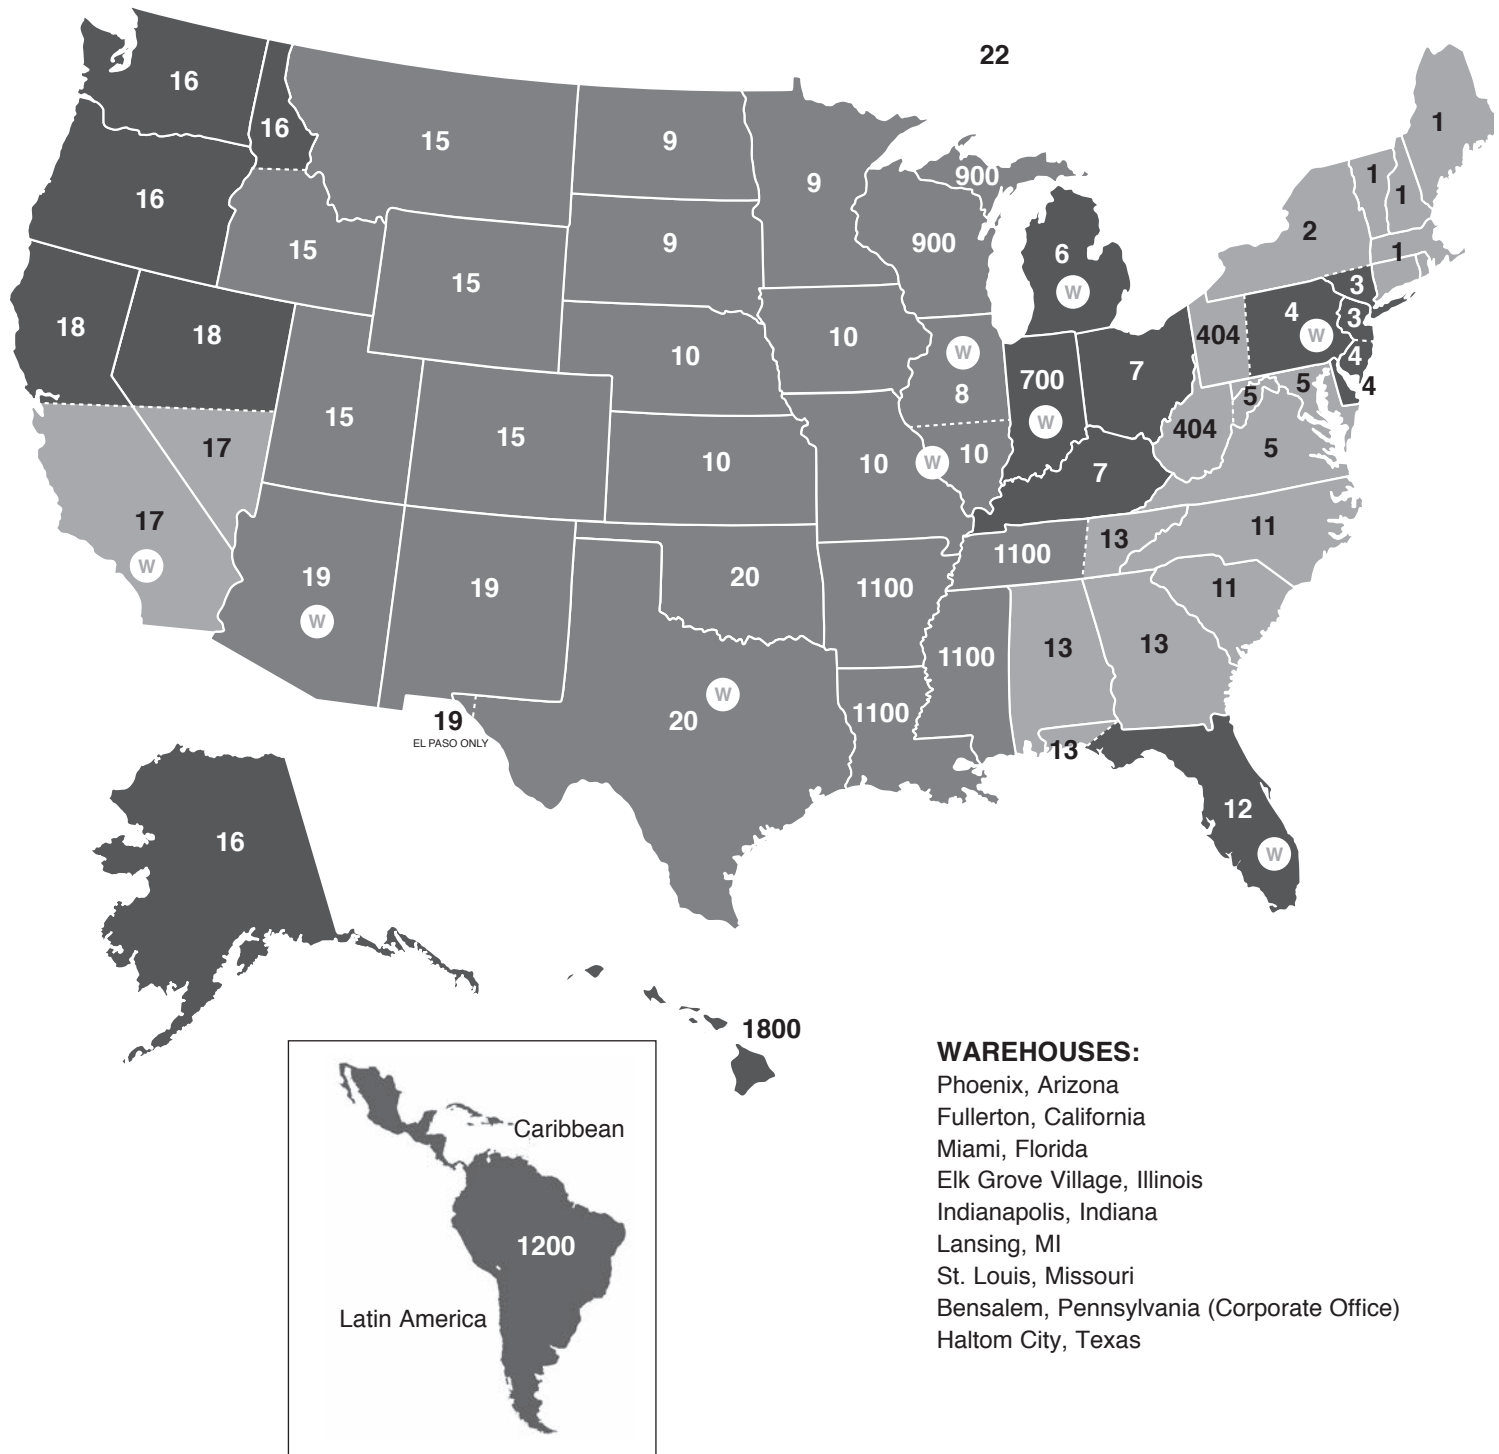 22
16
16
15
9
9
900
1
1
1
16
15
9
900
6
2
1
15
W
3
18
18
10
10
W
8
700
W
7
404
4
W
3
4
4
5
5
15
15
10
10
W
10
7
404
5
17
17
W
19
W
19
20
1100
1100
13
11
11
1100
13
13
19
EL PASO ONLY
20
W
1100
13
12
W
16
1800
Caribbean
1200
Latin America
WAREHOUSES:
Phoenix, Arizona
Fullerton, California
Miami, Florida
Elk Grove Village, Illinois
Indianapolis, Indiana
Lansing, MI
St. Louis, Missouri
Bensalem, Pennsylvania (Corporate Office)
Haltom City, Texas